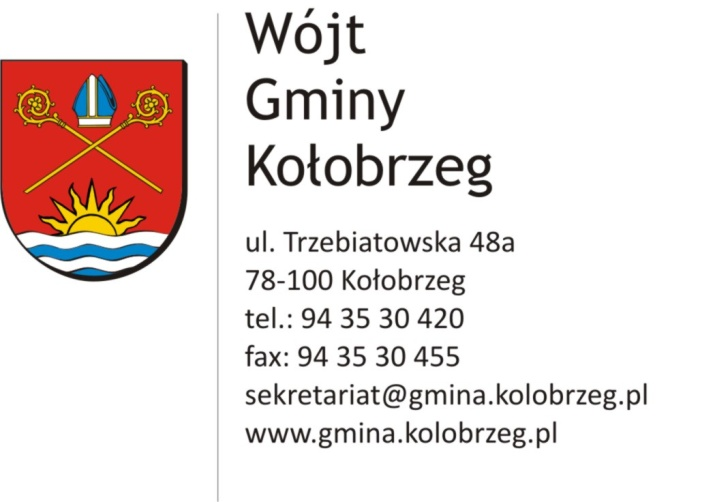 Wójt
Gminy
Kołobrzeg
ul. Trzebiatowska 48a
78-100 Kołobrzeg
tel.: 94 35 30 420
fax: 94 35 30 455
sekretariat@gmina.kolobrzeg.pl
www.gmina.kolobrzeg.pl